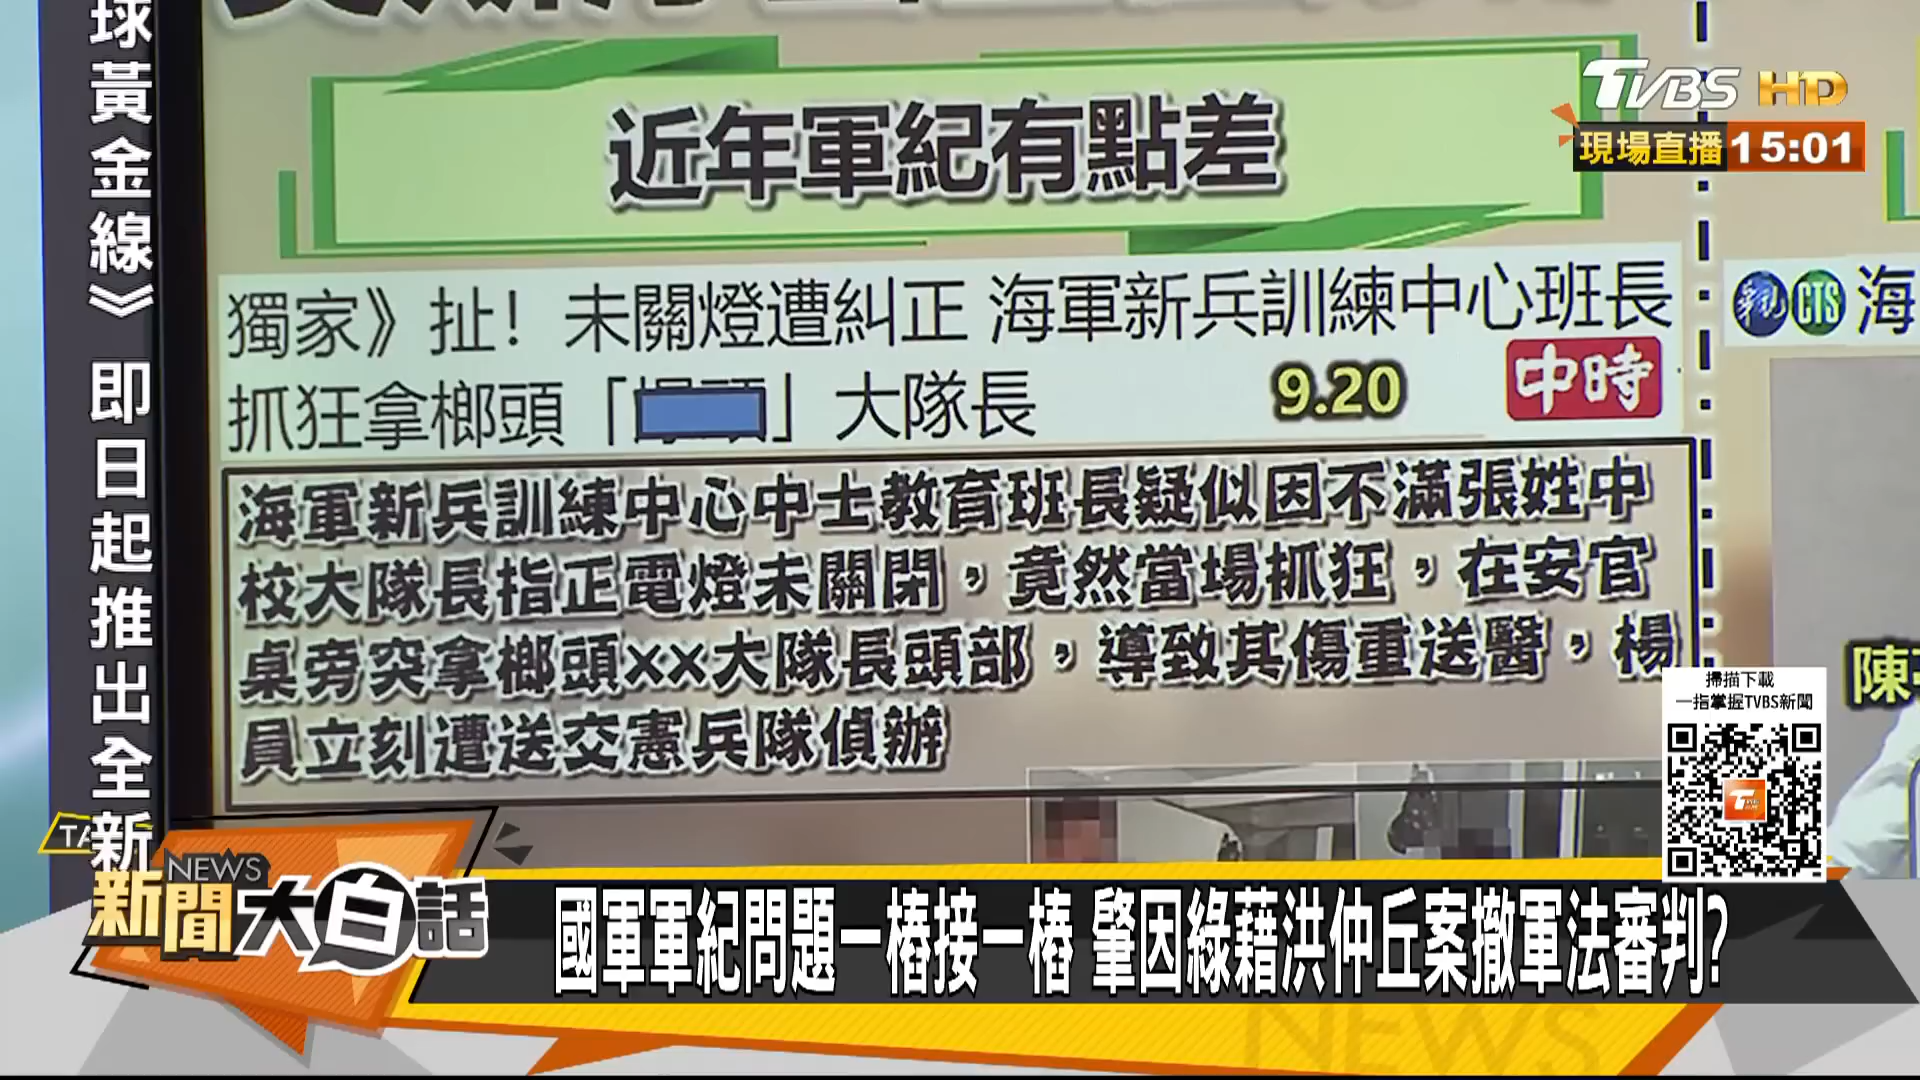 球黃金線》即日起推出全新
近年軍紀有點差
TVBS HD
現場直播 15:01
獨家》扯！未關燈遭糾正 海軍新兵訓練中心班長
抓狂拿榔頭「」大隊長
9.20
中時
CTS 海
海軍新兵訓練中心中士教育班長疑似因不滿張姓中
校大隊長指正電燈未關閉，竟然當場抓狂，在安官
桌旁突拿榔頭××大隊長頭部，導致其傷重送醫，楊
員立刻遭送交憲兵隊偵辦
陳
掃描下載
一指掌握TVBS新聞
NEWS
新聞大白話
國軍軍紀問題一樁接一樁 肇因綠藉洪仲丘案撤軍法審判?
NEWS